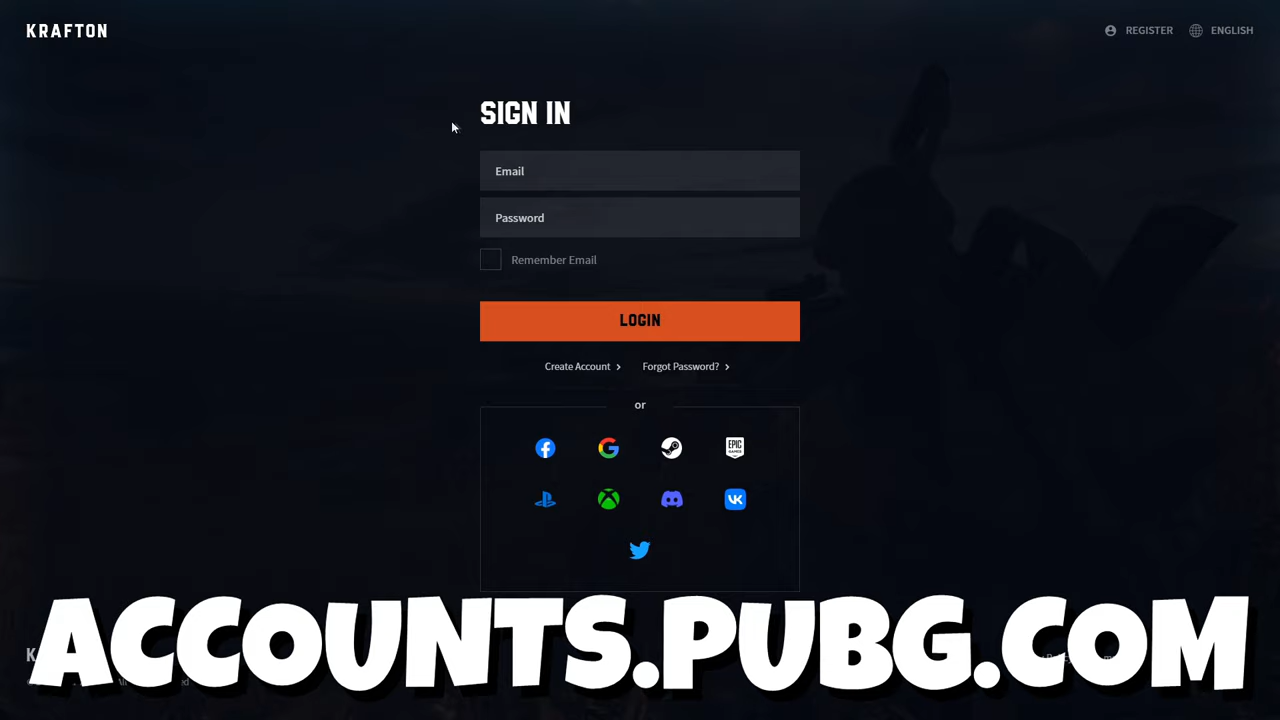 KRAFTON
REGISTER
ENGLISH
SIGN IN
Email
Password
Remember Email
LOGIN
Create Account
Forgot Password?
or
EPIC
GAMES
VK
ACCOUNTS.PUBG.COM